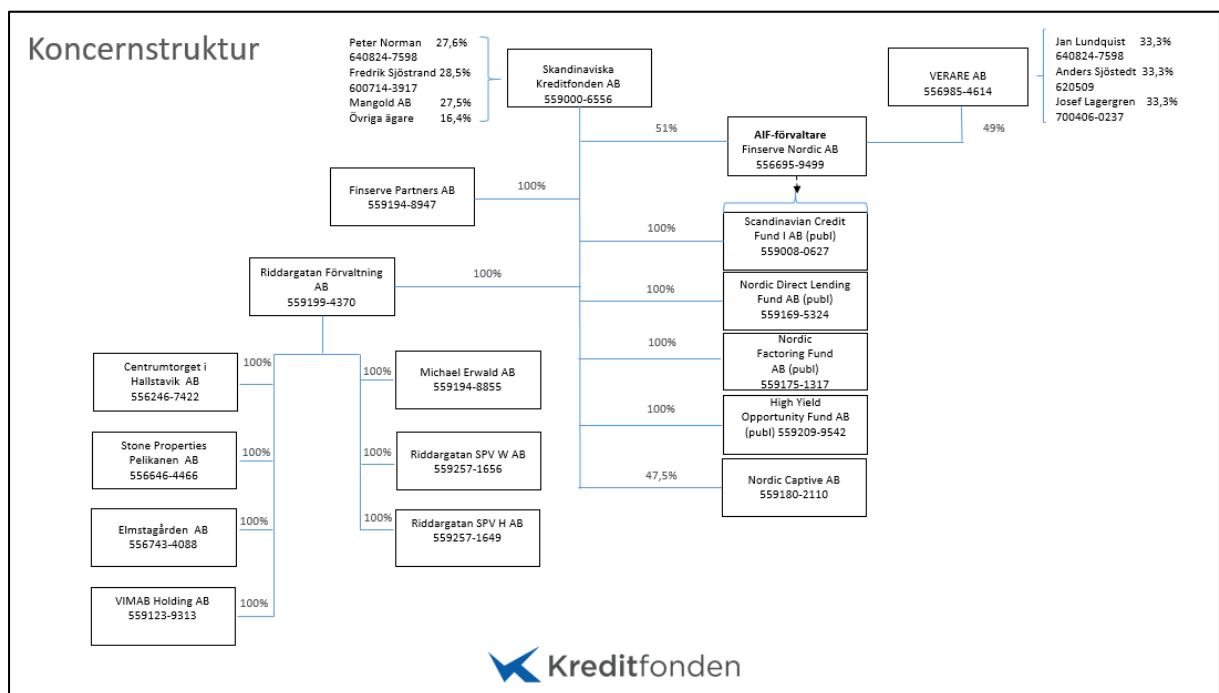 Koncernstruktur
Peter Norman 27,6%
640824-7598
Fredrik Sjöstrand 28,5%
600714-3917
Mangold AB 27,5%
Övriga ägare 16,4%
Skandinaviska
Kreditfonden AB
559000-6556
VERARE AB
556985-4614
Jan Lundquist 33,3%
640824-7598
Anders Sjöstedt 33,3%
620509
Josef Lagergren 33,3%
700406-0237
51%
AIF-förvaltare
Finserve Nordic AB
556695-9499
49%
Finserve Partners AB
559194-8947
100%
100%
Scandinavian Credit
Fund I AB (publ)
559008-0627
Riddargatan Förvaltning
AB
559199-4370
100%
100%
Nordic Direct Lending
Fund AB (publ)
559169-5324
100%
Nordic
Factoring Fund
AB (publ)
559175-1317
100%
High Yield
Opportunity Fund AB
(publ) 559209-9542
47,5%
Nordic Captive AB
559180-2110
Centrumtorget i
Hallstavik AB
556246-7422
100%
100%
Michael Erwald AB
559194-8855
Stone Properties
Pelikanen AB
556646-4466
100%
100%
Riddargatan SPV W AB
559257-1656
Elmstagården AB
556743-4088
100%
100%
Riddargatan SPV H AB
559257-1649
VIMAB Holding AB
559123-9313
100%
Kreditfonden